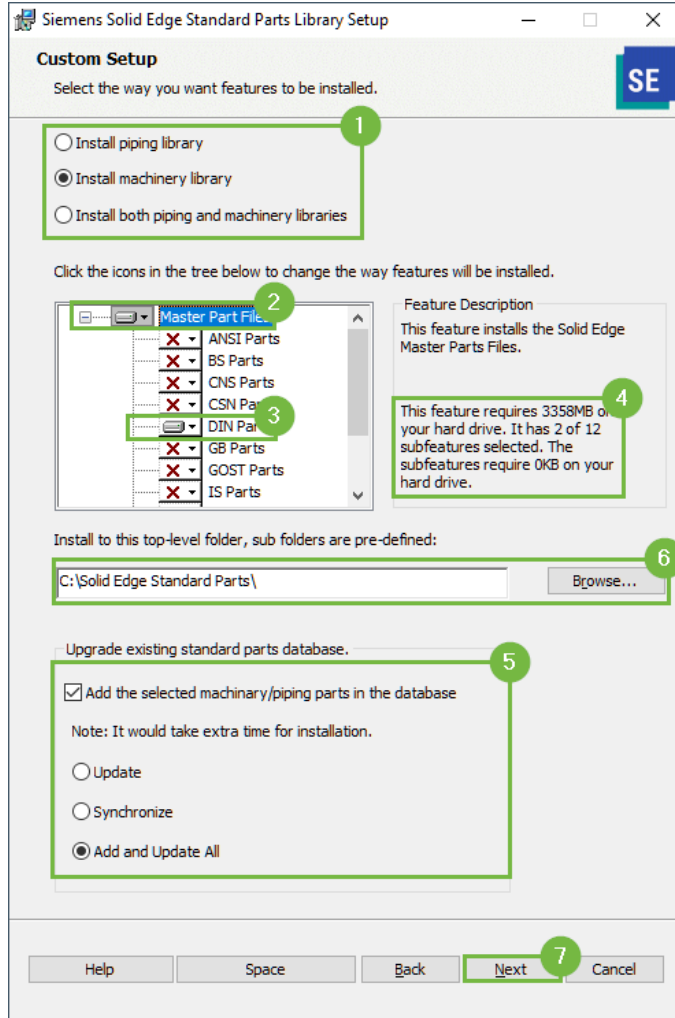 Siemens Solid Edge Standard Parts Library Setup
Custom Setup
Select the way you want features to be installed.
SE
1
Install piping library
Install machinery library
Install both piping and machinery libraries
Click the icons in the tree below to change the way features will be installed.
2
Master Part Files
ANSI Parts
BS Parts
CNS Parts
CSN Parts
3
DIN Parts
GB Parts
GOST Parts
IS Parts
Feature Description
This feature installs the Solid Edge
Master Parts Files.
4
This feature requires 3358MB on
your hard drive. It has 2 of 12
subfeatures selected. The
subfeatures require 0KB on your
hard drive.
Install to this top-level folder, sub folders are pre-defined:
6
C:\Solid Edge Standard Parts\
Browse...
Upgrade existing standard parts database.
5
Add the selected machinary/piping parts in the database
Note: It would take extra time for installation.
Update
Synchronize
Add and Update All
7
Help Space Back Next Cancel